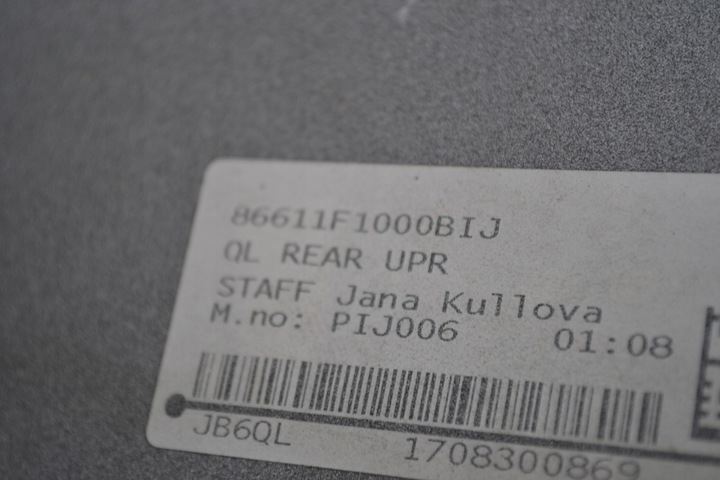 86611F1000BIJ
QL REAR UPR
STAFF Jana Kullova
M.no: PIJ006 01:08
JB6QL 1708300869